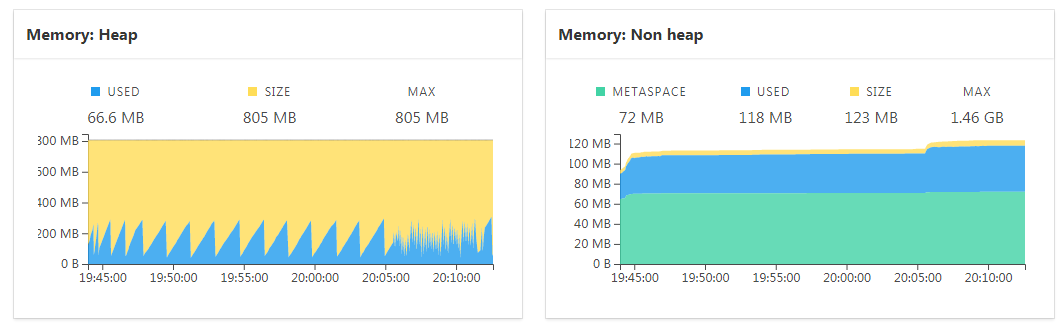 Memory: Heap
USED SIZE MAX
66.6 MB 805 MB 805 MB
800 MB
600 MB
400 MB
200 MB
0 B
19:45:00 19:50:00 19:55:00 20:00:00 20:05:00 20:10:00
Memory: Non heap
METASPACE USED SIZE MAX
72 MB 118 MB 123 MB 1.46 GB
120 MB
100 MB
80 MB
60 MB
40 MB
20 MB
0 B
19:45:00 19:50:00 19:55:00 20:00:00 20:05:00 20:10:00